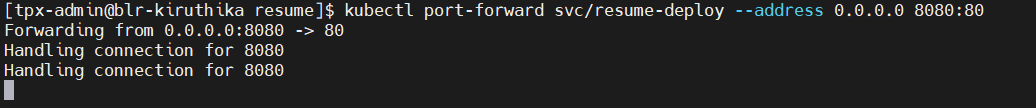 [tpx-admin@blr-kiruthika resume]$ kubectl port-forward svc/resume-deploy --address 0.0.0.0 8080:80
Forwarding from 0.0.0.0:8080 -> 80
Handling connection for 8080
Handling connection for 8080